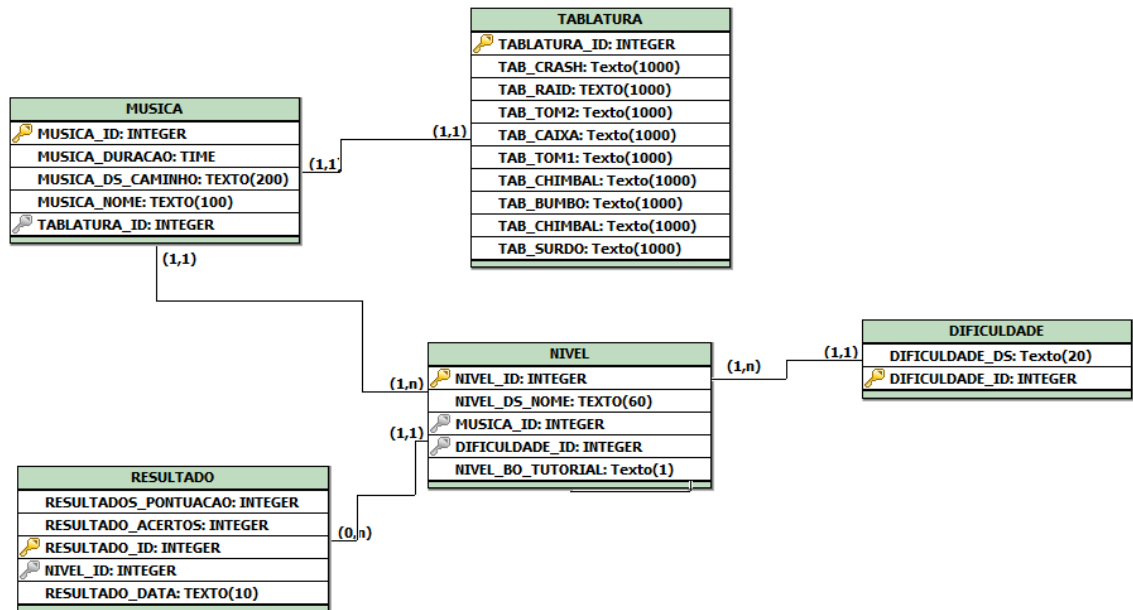 TABLATURA
TABLATURA_ID: INTEGER
TAB_CRASH: Texto(1000)
TAB_RAID: TEXTO(1000)
TAB_TOM2: Texto(1000)
TAB_CAIXA: Texto(1000)
TAB_TOM1: Texto(1000)
TAB_CHIMBAL: Texto(1000)
TAB_BUMBO: Texto(1000)
TAB_CHIMBAL: Texto(1000)
TAB_SURDO: Texto(1000)
MUSICA
MUSICA_ID: INTEGER
MUSICA_DURACAO: TIME
MUSICA_DS_CAMINHO: TEXTO(200)
MUSICA_NOME: TEXTO(100)
TABLATURA_ID: INTEGER
(1,1)
(1,1)
(1,1)
(1,n)
NIVEL
NIVEL_ID: INTEGER
NIVEL_DS_NOME: TEXTO(60)
MUSICA_ID: INTEGER
DIFICULDADE_ID: INTEGER
NIVEL_BO_TUTORIAL: Texto(1)
(1,n)
(1,1)
DIFICULDADE
DIFICULDADE_DS: Texto(20)
DIFICULDADE_ID: INTEGER
(1,1)
(0,n)
RESULTADO
RESULTADOS_PONTUACAO: INTEGER
RESULTADO_ACERTOS: INTEGER
RESULTADO_ID: INTEGER
NIVEL_ID: INTEGER
RESULTADO_DATA: TEXTO(10)